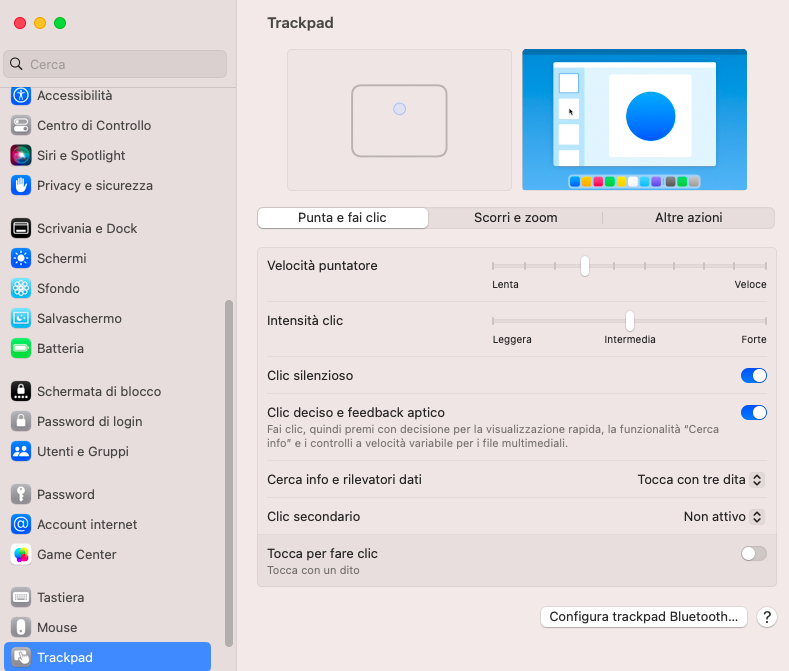 Cerca
Accessibilità
Centro di Controllo
Siri e Spotlight
Privacy e sicurezza
Scrivania e Dock
Schermi
Sfondo
Salvaschermo
Batteria
Schermata di blocco
Password di login
Utenti e Gruppi
Password
Account internet
Game Center
Tastiera
Mouse
Trackpad
Trackpad
Punta e fai clic
Scorri e zoom
Altre azioni
Velocità puntatore
Lenta
Veloce
Intensità clic
Leggera
Intermedia
Forte
Clic silenzioso
Clic deciso e feedback aptico
Fai clic, quindi premi con decisione per la visualizzazione rapida, la funzionalità “Cerca
info” e i controlli a velocità variabile per i file multimediali.
Cerca info e rilevatori dati
Tocca con tre dita
Clic secondario
Non attivo
Tocca per fare clic
Tocca con un dito
Configura trackpad Bluetooth...
?